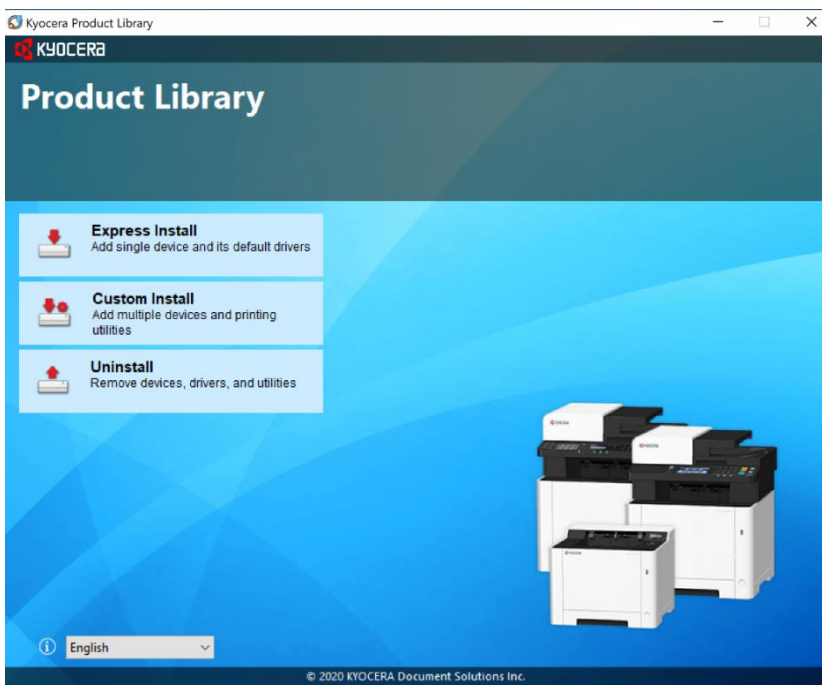 Kyocera Product Library
KYOCERA
Product Library
Express Install
Add single device and its default drivers
Custom Install
Add multiple devices and printing
utilities
Uninstall
Remove devices, drivers, and utilities
English
© 2020 KYOCERA Document Solutions Inc.